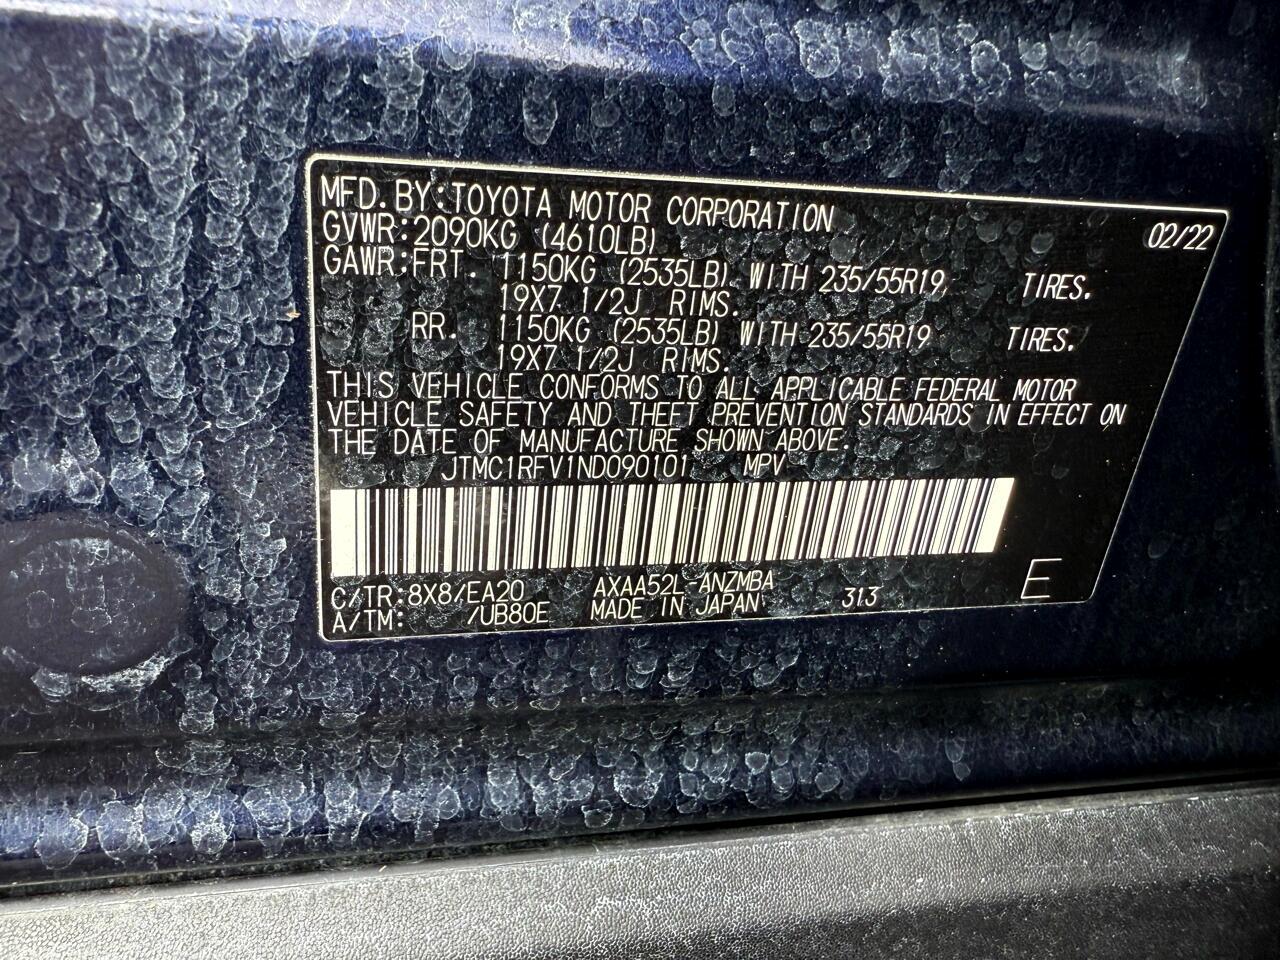 MFD. BY: TOYOTA MOTOR CORPORATION 02/22
GVWR: 2090KG (4610LB)
GAWR: FRT. 1150KG (2535LB) WITH 235/55R19 TIRES.
19X7 1/2J RIMS.
RR. 1150KG (2535LB) WITH 235/55R19 TIRES.
19X7 1/2J RIMS.
THIS VEHICLE CONFORMS TO ALL APPLICABLE FEDERAL MOTOR
VEHICLE SAFETY AND THEFT PREVENTION STANDARDS IN EFFECT ON
THE DATE OF MANUFACTURE SHOWN ABOVE.
JTMC1RFV1ND090101 MPV
C/TR: 8X8/EA20 AXAA52L-ANZMBA
A/TM: /UB80E MADE IN JAPAN 313 E